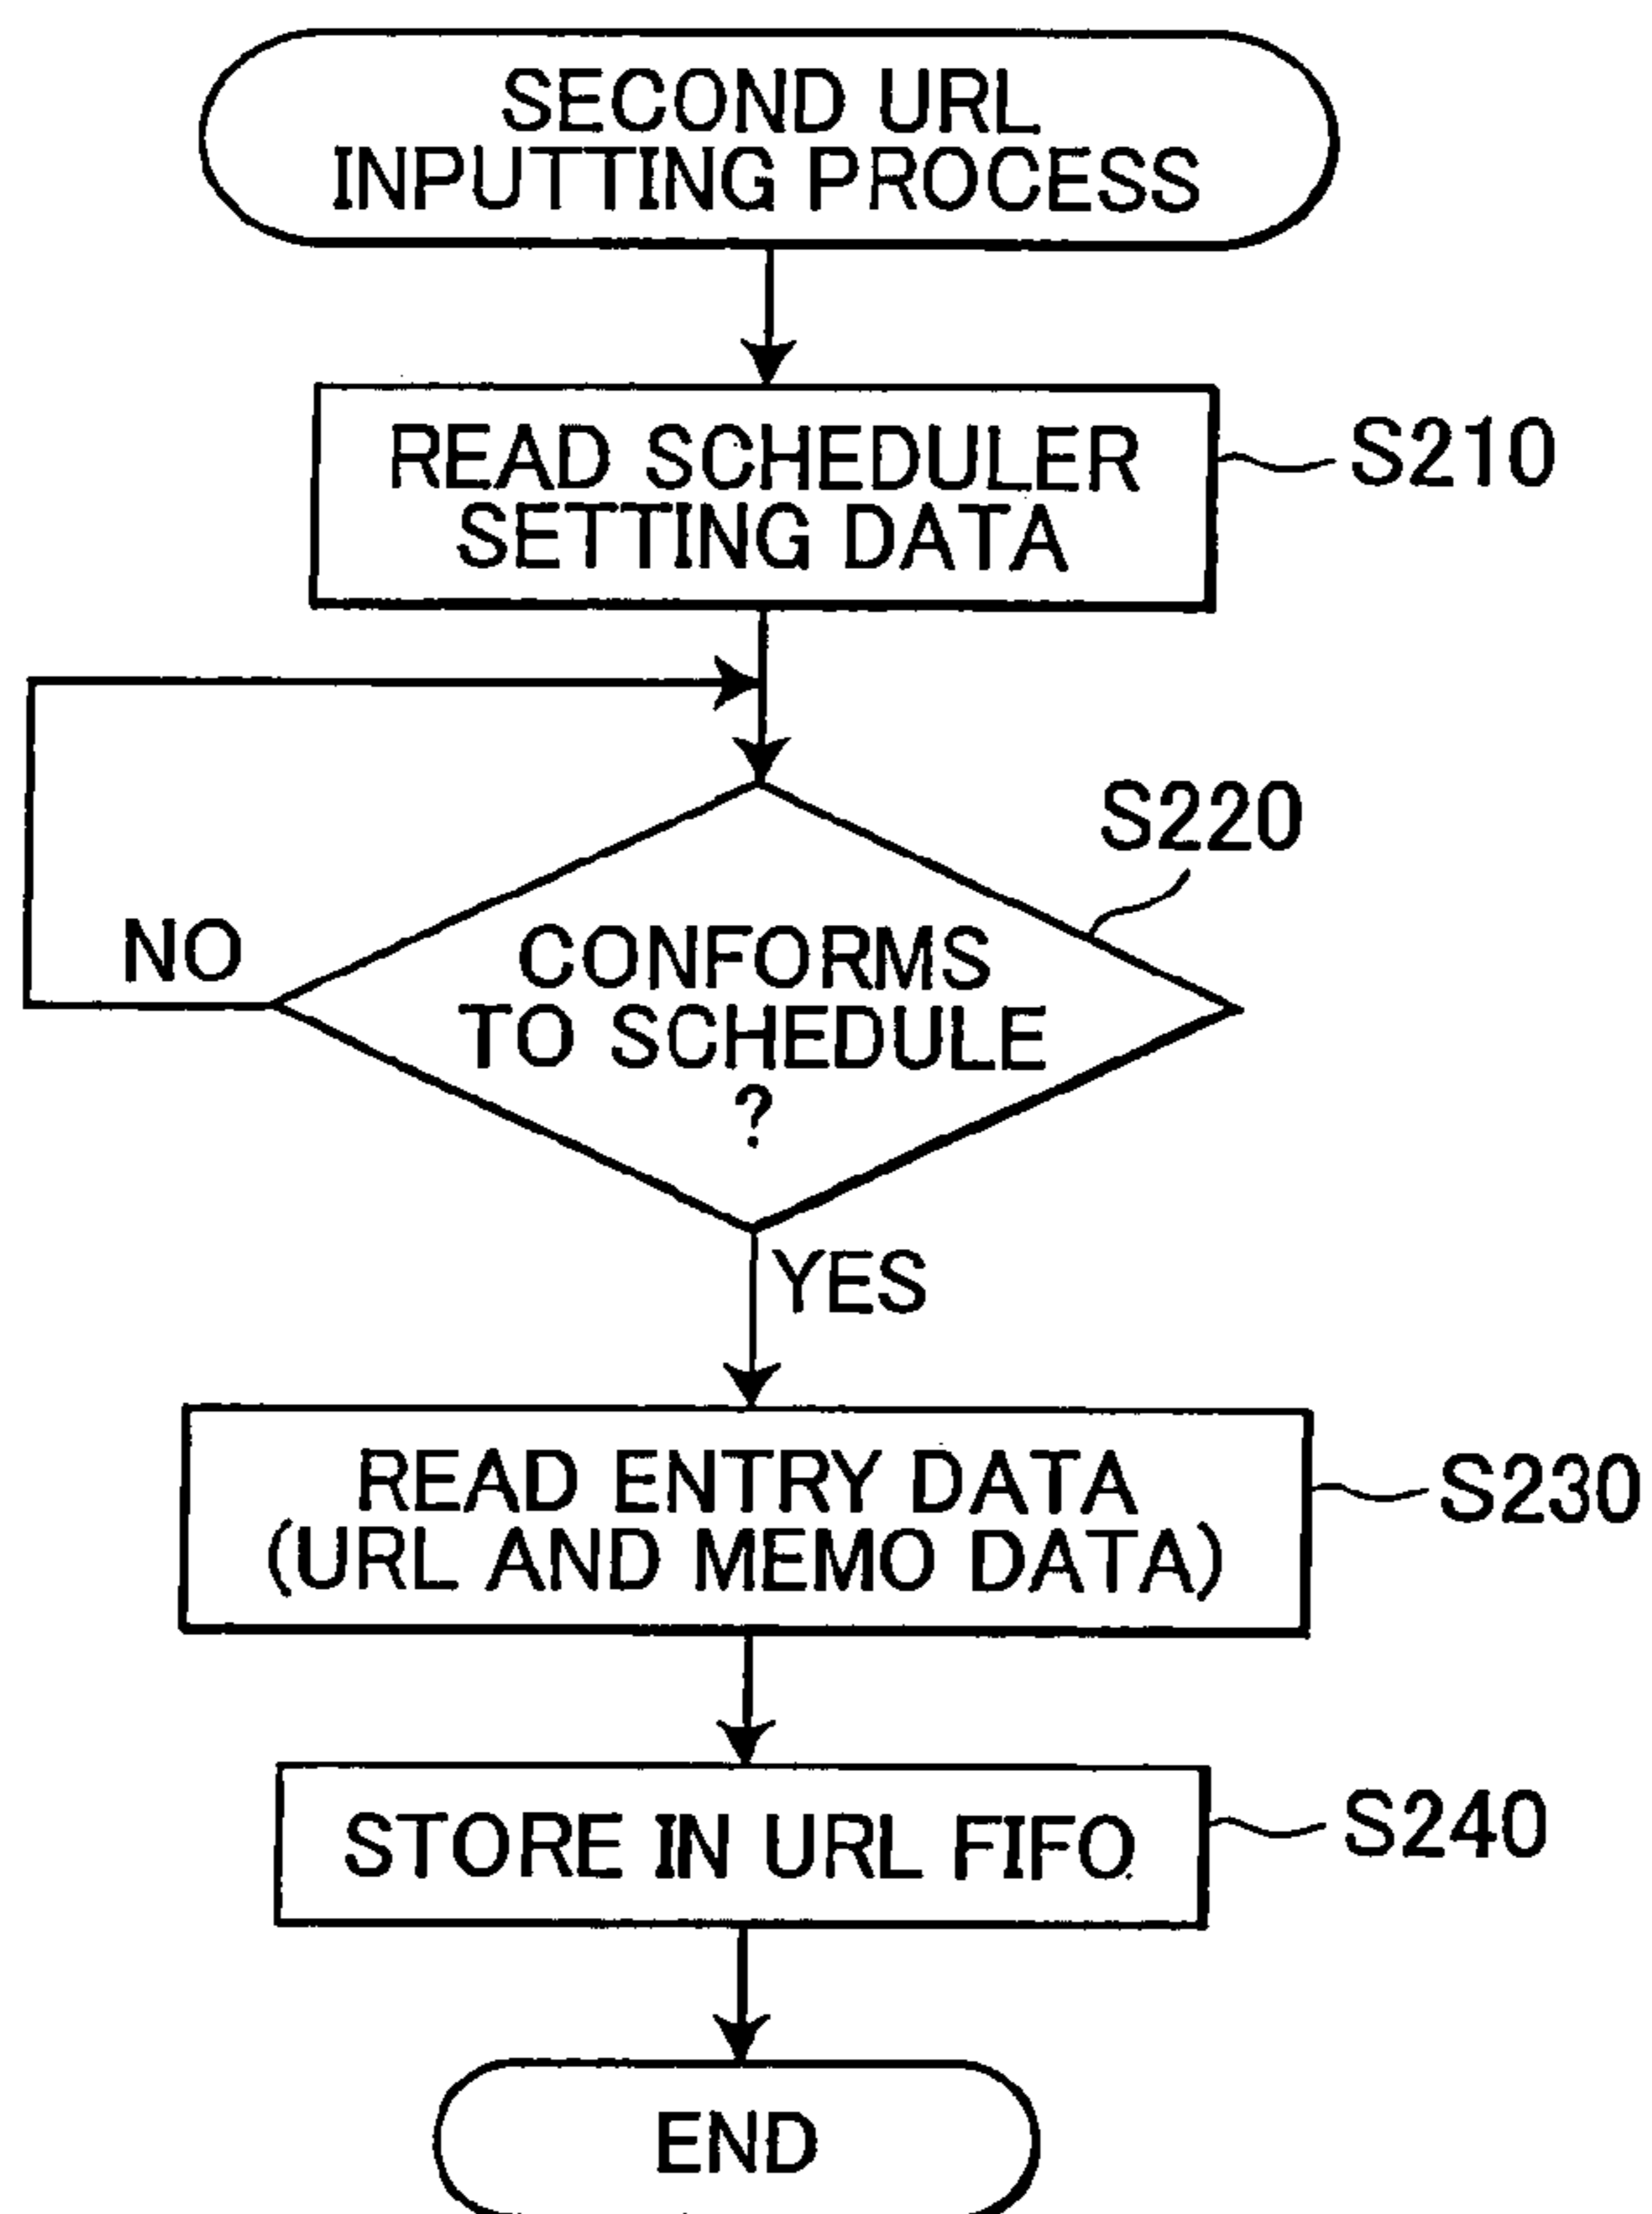 SECOND URL
INPUTTING PROCESS
READ SCHEDULER
SETTING DATA
S210
S220
NO
CONFORMS
TO SCHEDULE
?
YES
READ ENTRY DATA
(URL AND MEMO DATA)
S230
STORE IN URL FIFO
S240
END